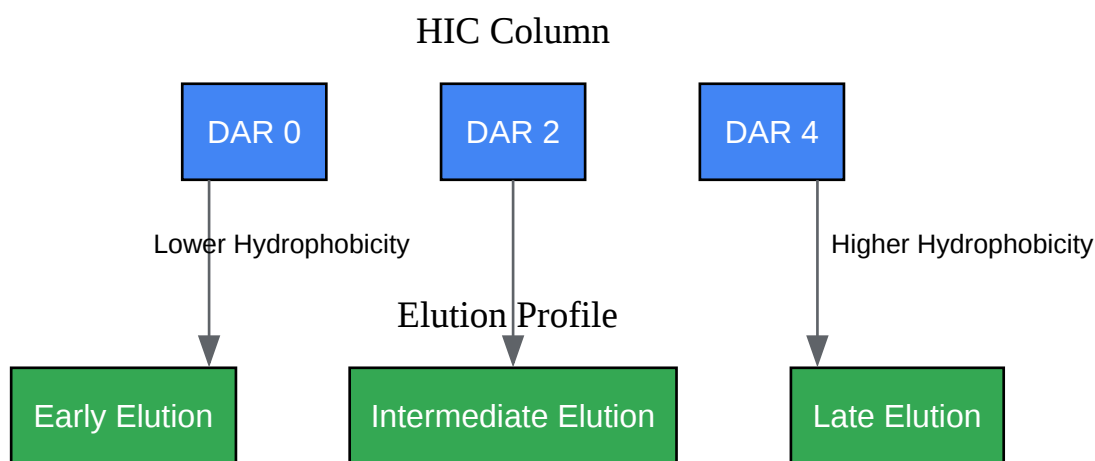 HIC Column
DAR 0
DAR 2
DAR 4
Lower Hydrophobicity
Higher Hydrophobicity
Elution Profile
Early Elution
Intermediate Elution
Late Elution